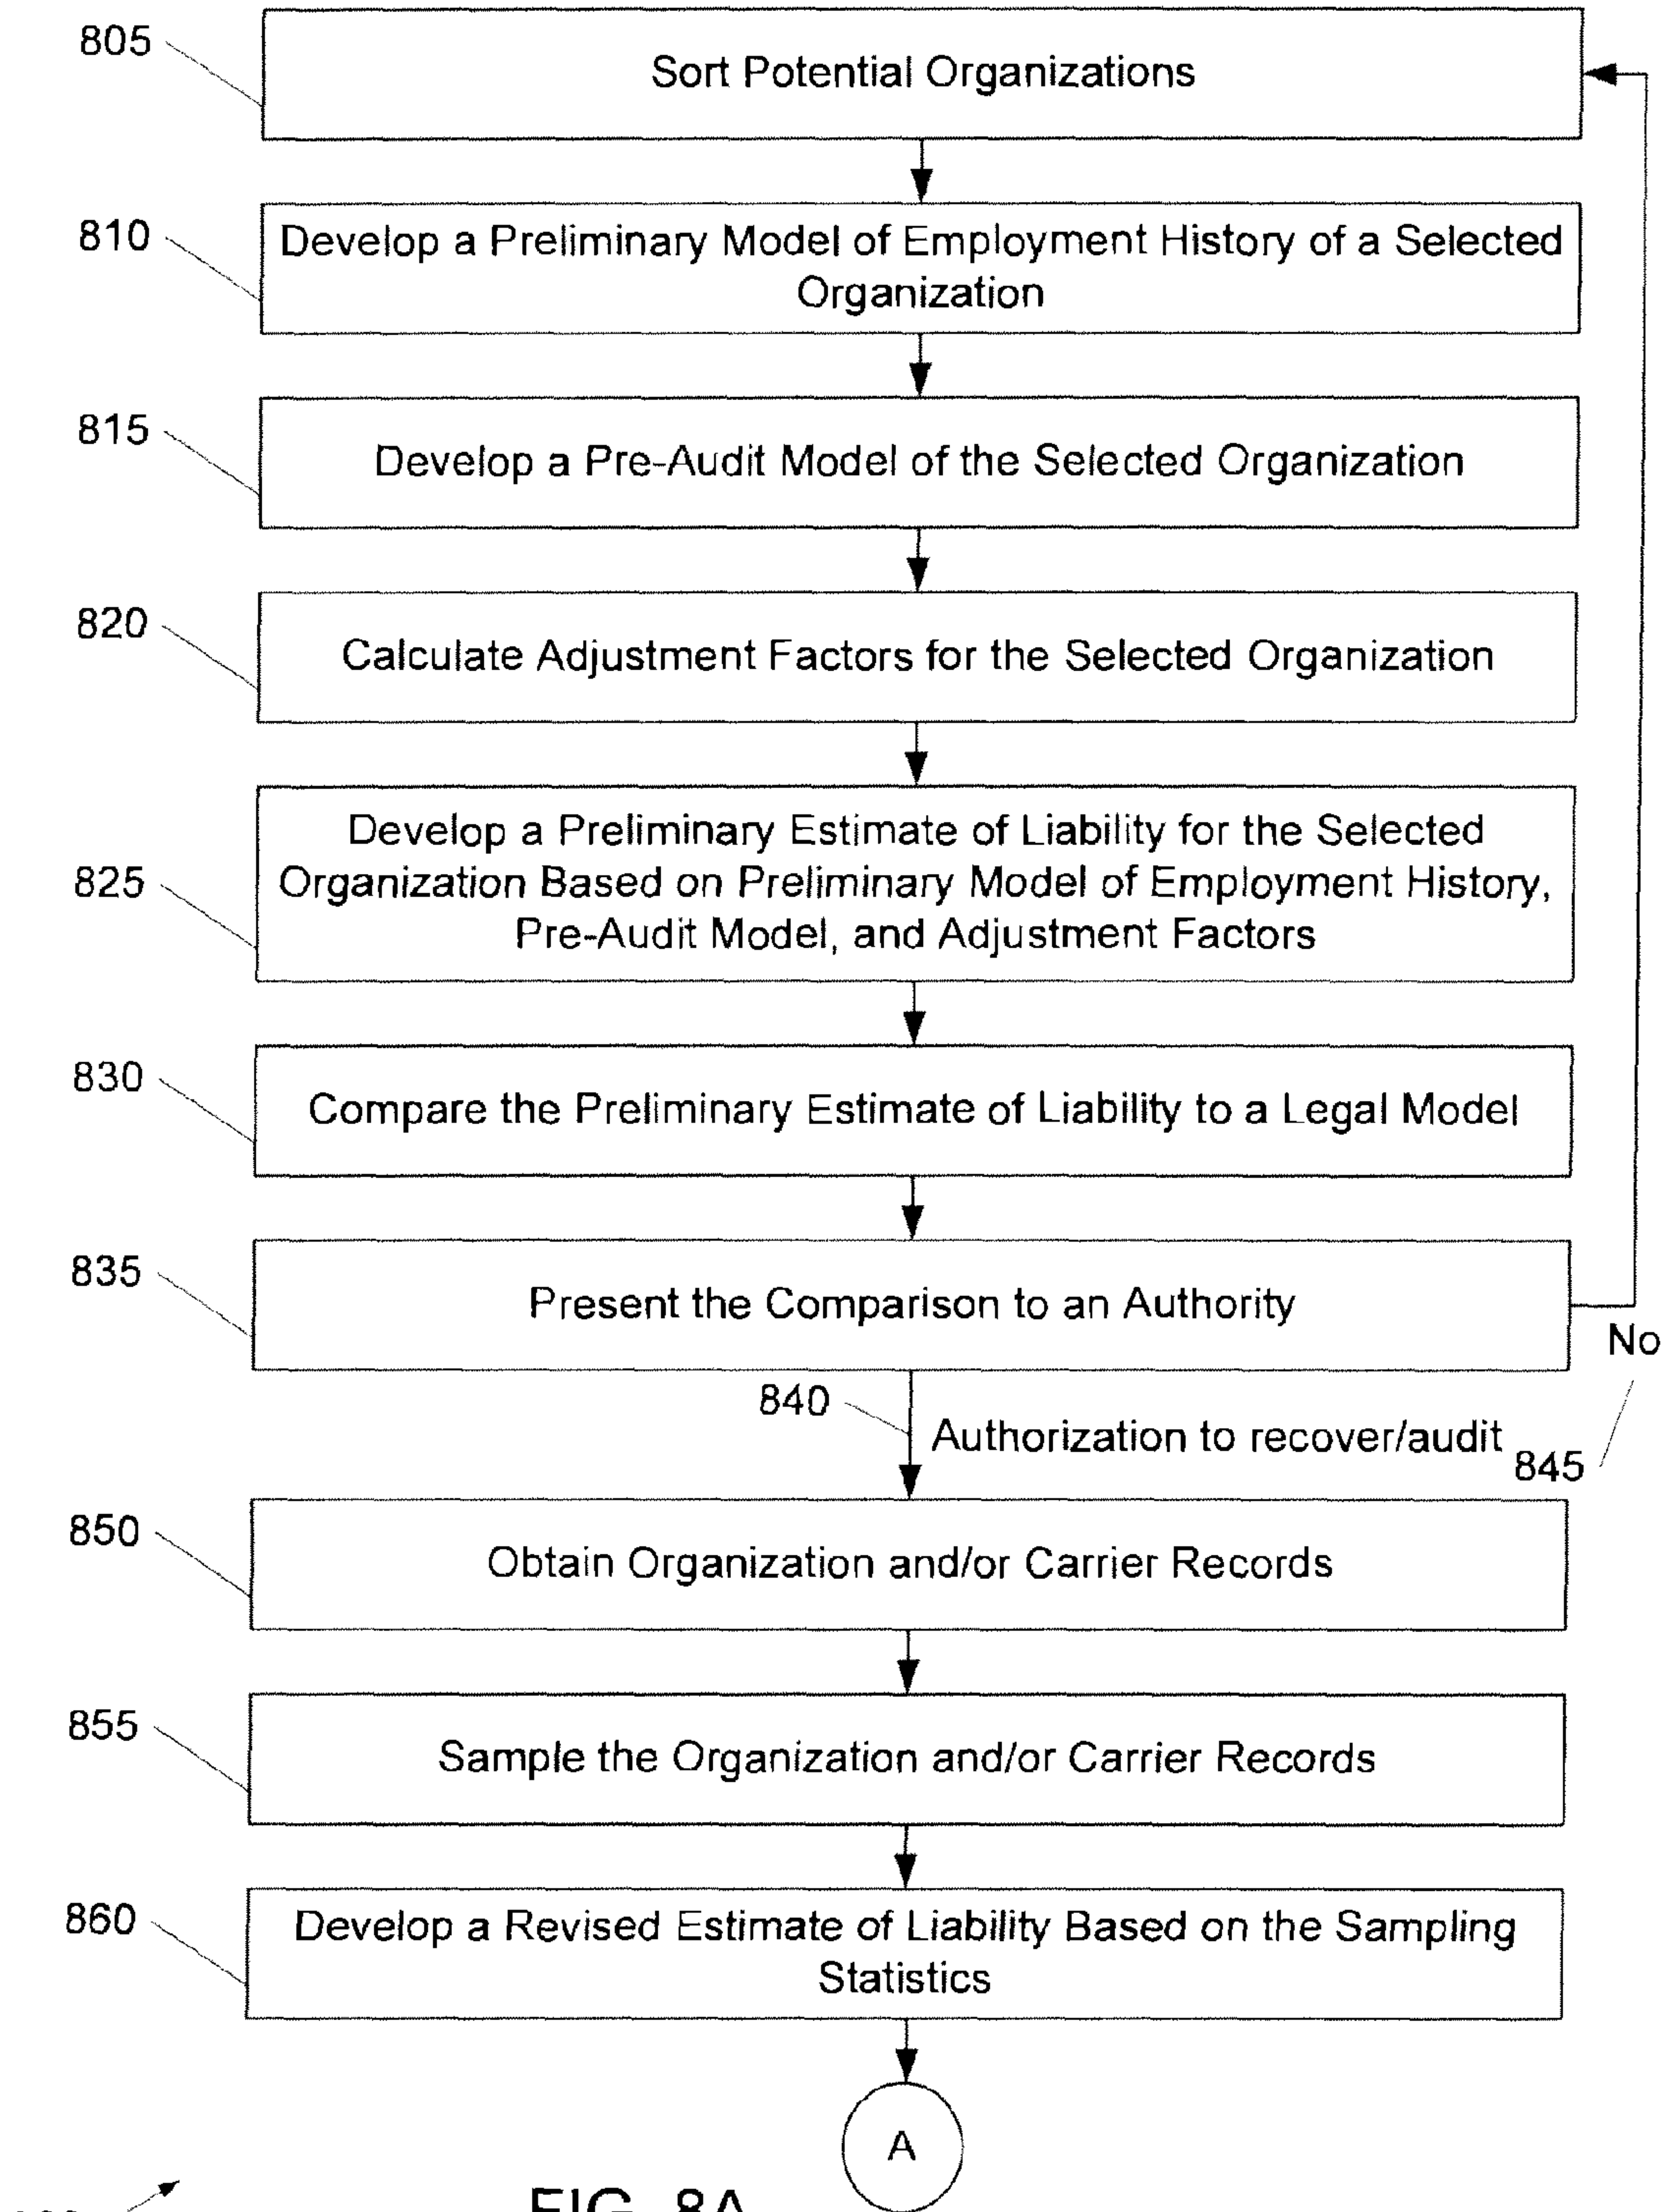 805
Sort Potential Organizations
810
Develop a Preliminary Model of Employment History of a Selected
Organization
815
Develop a Pre-Audit Model of the Selected Organization
820
Calculate Adjustment Factors for the Selected Organization
825
Develop a Preliminary Estimate of Liability for the Selected
Organization Based on Preliminary Model of Employment History,
Pre-Audit Model, and Adjustment Factors
830
Compare the Preliminary Estimate of Liability to a Legal Model
835
Present the Comparison to an Authority
No
840
Authorization to recover/audit
845
850
Obtain Organization and/or Carrier Records
855
Sample the Organization and/or Carrier Records
860
Develop a Revised Estimate of Liability Based on the Sampling
Statistics
A
FIG. 8A